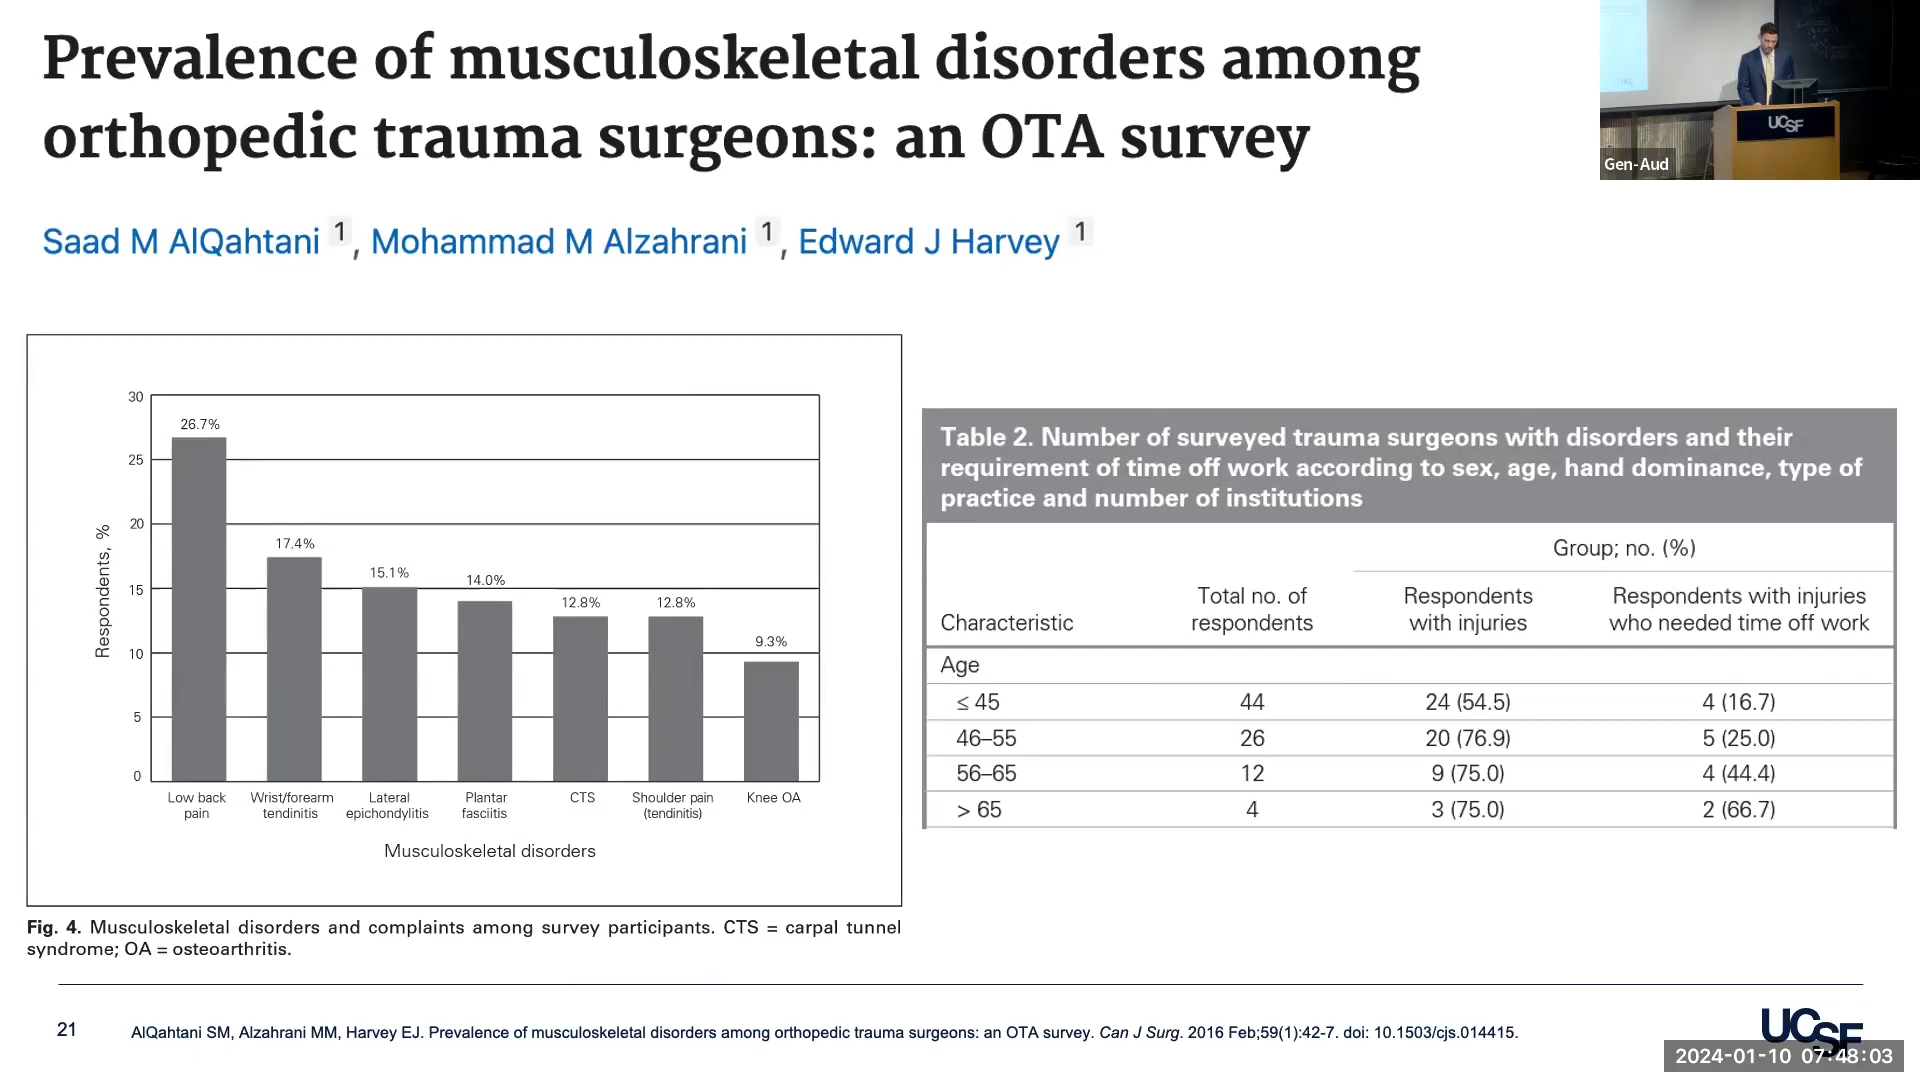 Prevalence of musculoskeletal disorders among
orthopedic trauma surgeons: an OTA survey
UCSF
Gen-Aud
Saad M AlQahtani 1, Mohammad M Alzahrani 1, Edward J Harvey 1
30
25
20
15
10
5
0
Respondents, %
26.7%
17.4%
15.1%
14.0%
12.8%
12.8%
9.3%
Low back
pain
Wrist/forearm
tendinitis
Lateral
epichondylitis
Plantar
fasciitis
CTS
Shoulder pain
(tendinitis)
Knee OA
Musculoskeletal disorders
Fig. 4. Musculoskeletal disorders and complaints among survey participants. CTS = carpal tunnel
syndrome; OA = osteoarthritis.
Table 2. Number of surveyed trauma surgeons with disorders and their
requirement of time off work according to sex, age, hand dominance, type of
practice and number of institutions
Group; no. (%)
Characteristic Total no. of respondents Respondents with injuries Respondents with injuries who needed time off work
Age
≤ 45 44 24 (54.5) 4 (16.7)
46–55 26 20 (76.9) 5 (25.0)
56–65 12 9 (75.0) 4 (44.4)
> 65 4 3 (75.0) 2 (66.7)
21
AlQahtani SM, Alzahrani MM, Harvey EJ. Prevalence of musculoskeletal disorders among orthopedic trauma surgeons: an OTA survey. Can J Surg. 2016 Feb;59(1):42-7. doi: 10.1503/cjs.014415.
UCSF
2024-01-10 07:48:03